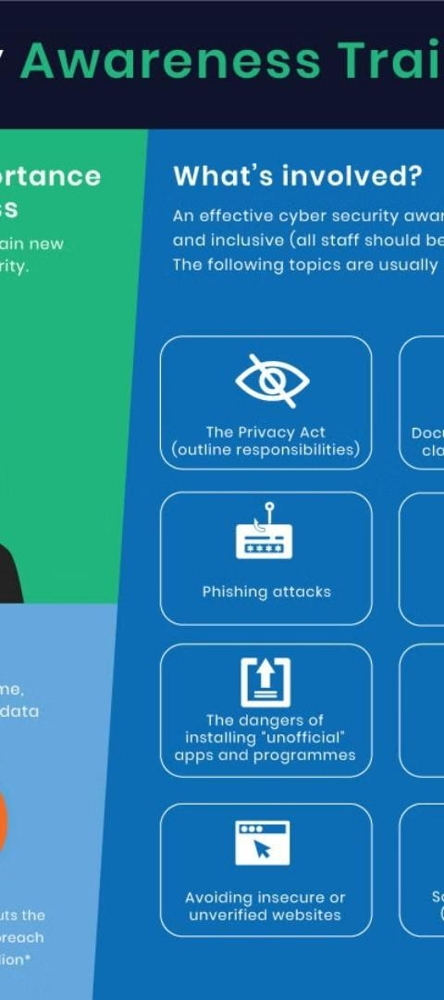 Awareness Trai
ortance
ss
ain new
rity.
What's involved?
An effective cyber security awar
and inclusive (all staff should be
The following topics are usually
The Privacy Act
(outline responsibilities)
Docu
cla
Phishing attacks
The dangers of
installing "unofficial"
apps and programmes
Avoiding insecure or
unverified websites
me,
data
uts the
breach
lion*